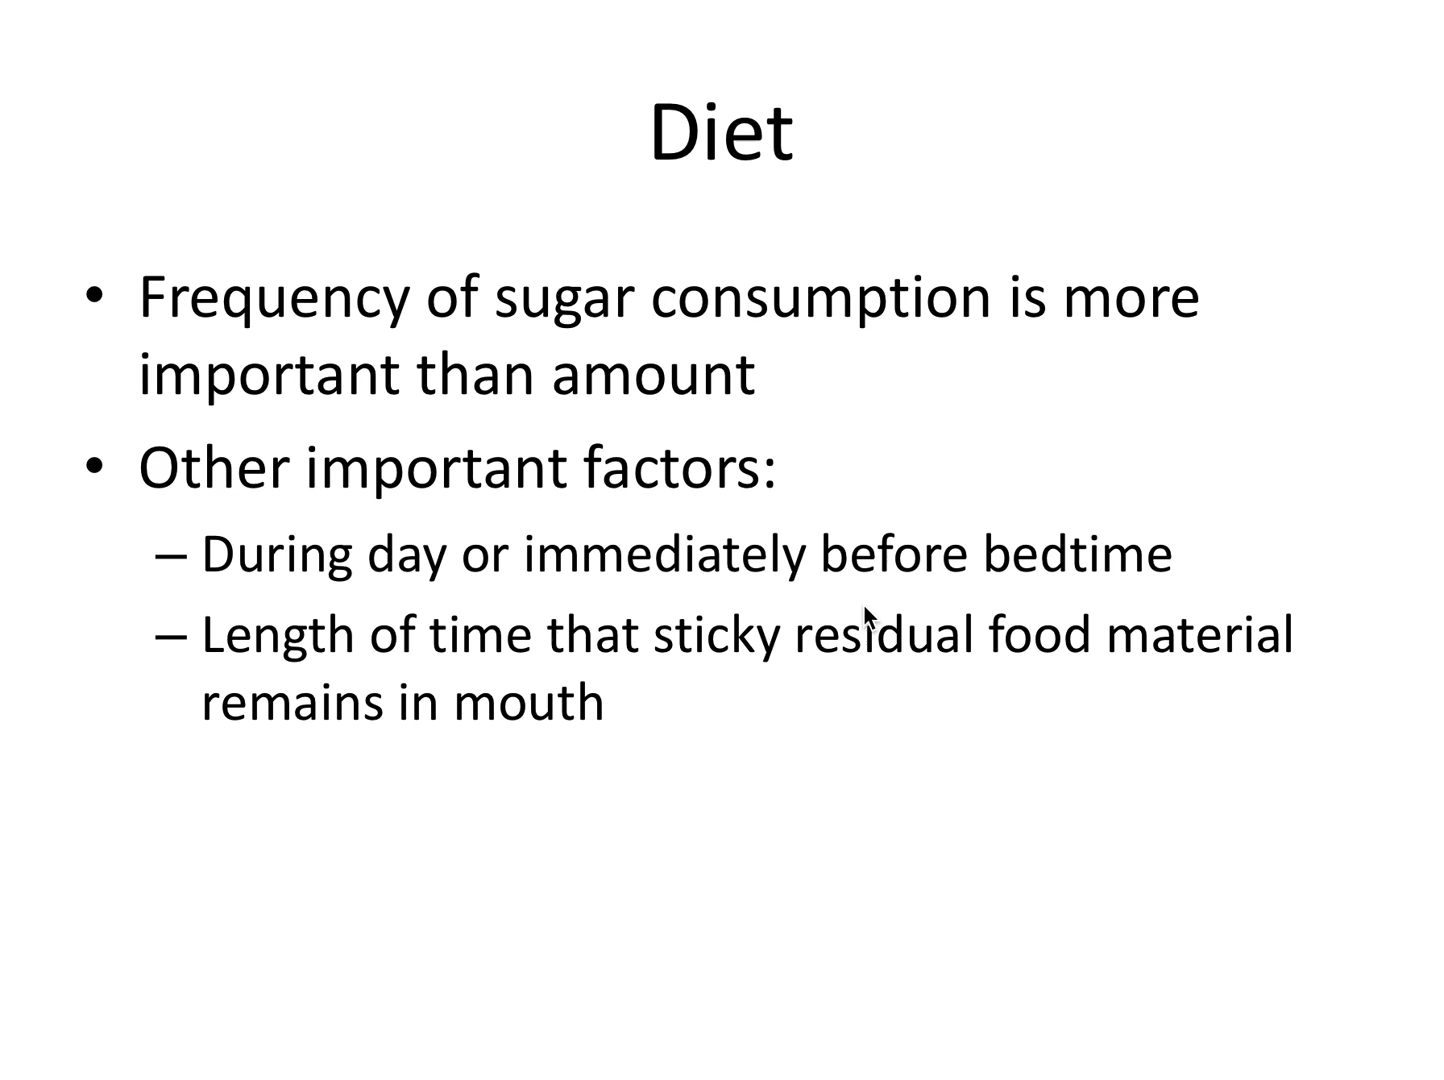 Diet
• Frequency of sugar consumption is more
important than amount
• Other important factors:
– During day or immediately before bedtime
– Length of time that sticky residual food material
remains in mouth